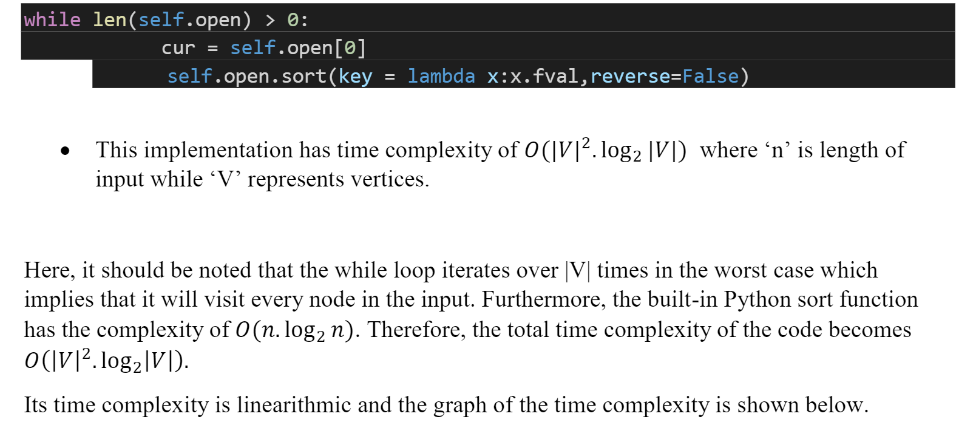 while len(self.open) > 0:
cur = self.open[0]
self.open.sort(key = lambda x:x.fval,reverse=False)
• This implementation has time complexity of O(|V|². log₂ |V|) where ‘n’ is length of
input while ‘V’ represents vertices.
Here, it should be noted that the while loop iterates over |V| times in the worst case which
implies that it will visit every node in the input. Furthermore, the built-in Python sort function
has the complexity of O(n. log₂ n). Therefore, the total time complexity of the code becomes
O(|V|². log₂|V|).
Its time complexity is linearithmic and the graph of the time complexity is shown below.